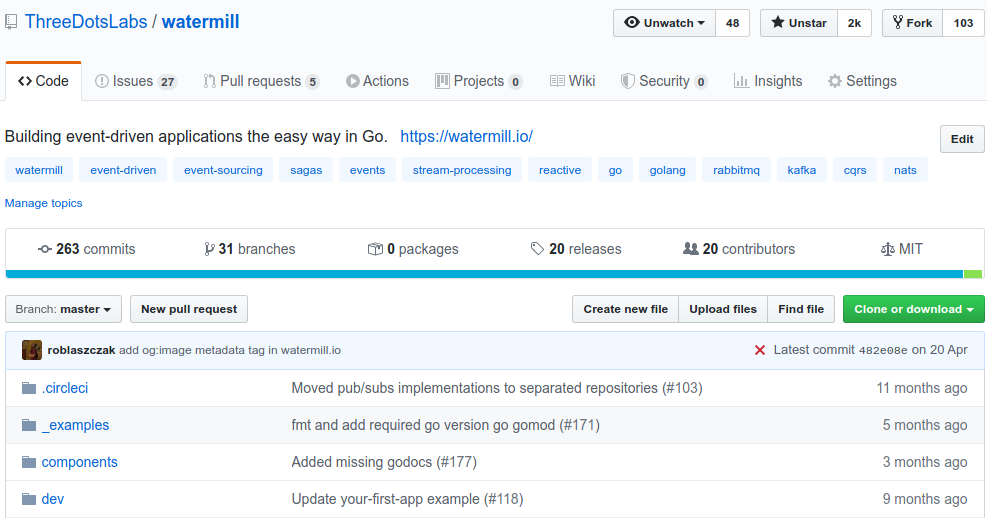 ThreeDotsLabs / watermill Unwatch 48 Unstar 2k Fork 103
Code Issues 27 Pull requests 5 Actions Projects 0 Wiki Security 0 Insights Settings
Building event-driven applications the easy way in Go. https://watermill.io/ Edit
watermill event-driven event-sourcing sagas events stream-processing reactive go golang rabbitmq kafka cqrs nats
Manage topics
263 commits 31 branches 0 packages 20 releases 20 contributors MIT
Branch: master New pull request Create new file Upload files Find file Clone or download
roblaszczak add og:image metadata tag in watermill.io Latest commit 482e08e on 20 Apr
.circleci Moved pub/subs implementations to separated repositories (#103) 11 months ago
_examples fmt and add required go version go gomod (#171) 5 months ago
components Added missing godocs (#177) 3 months ago
dev Update your-first-app example (#118) 9 months ago